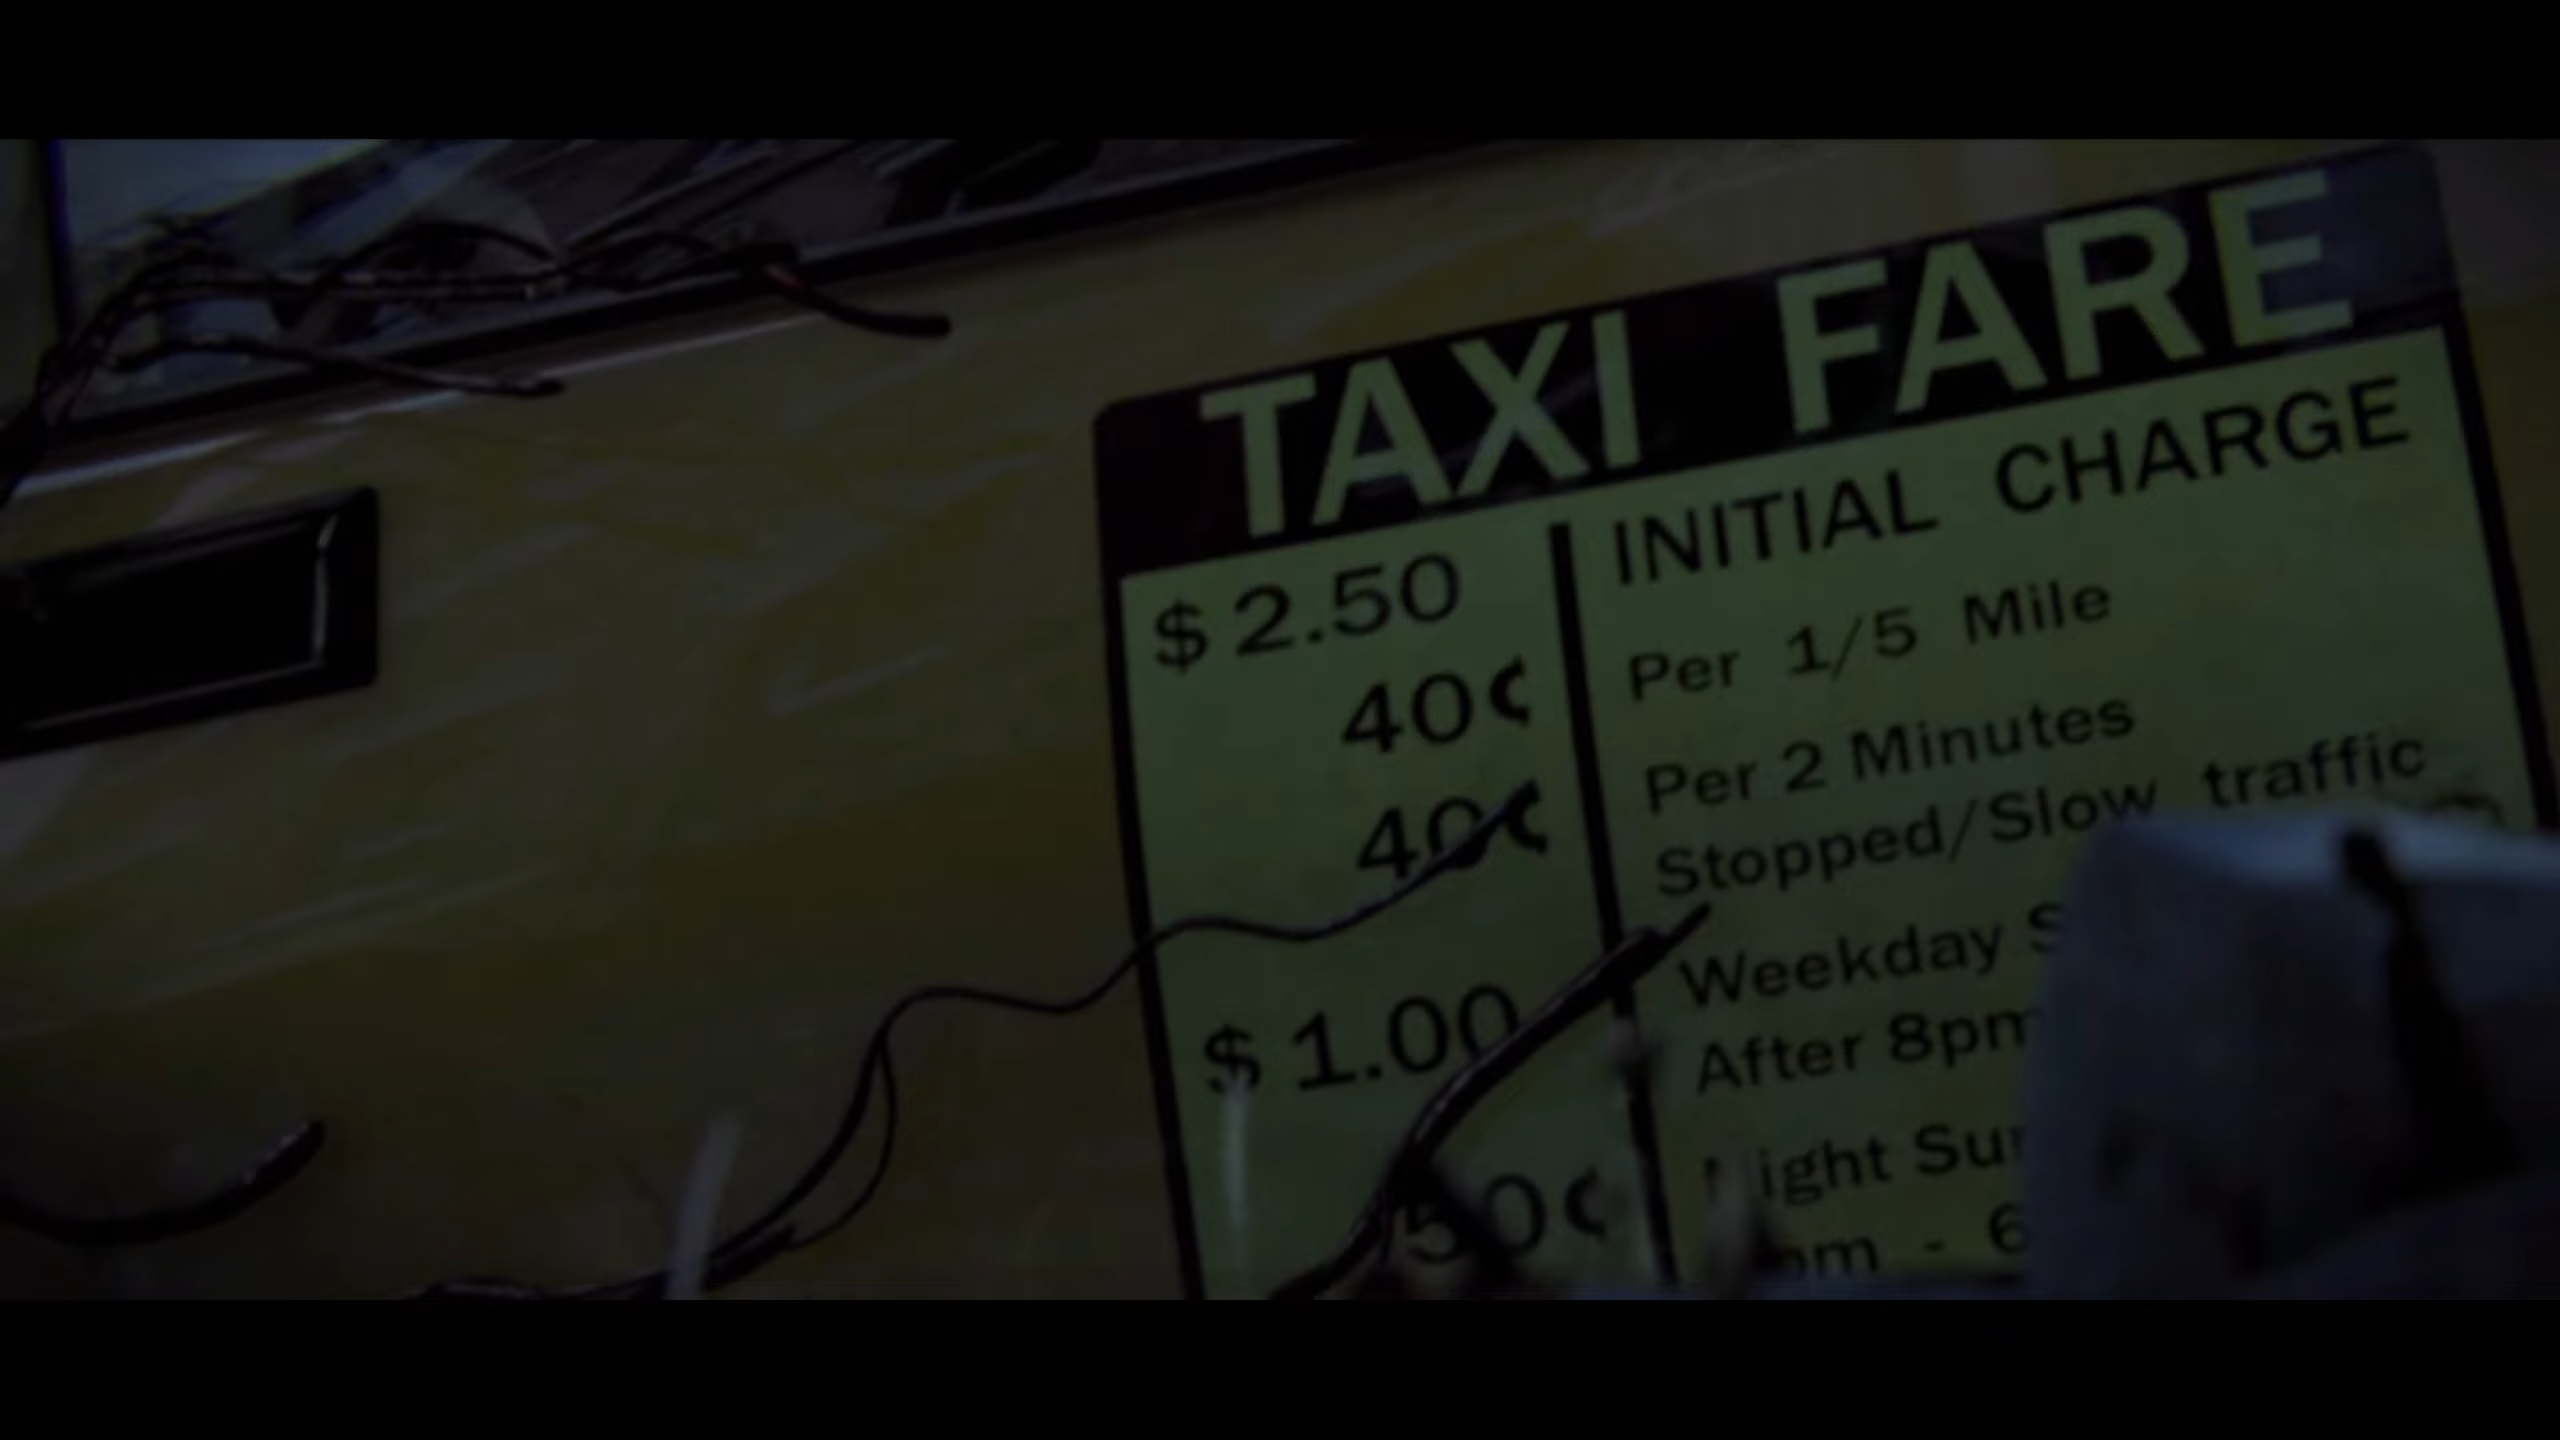 TAXI FARE
$2.50 INITIAL CHARGE
40¢ Per 1/5 Mile
40¢ Per 2 Minutes
Stopped/Slow traffic
$1.00 Weekday
After 8pm
50¢